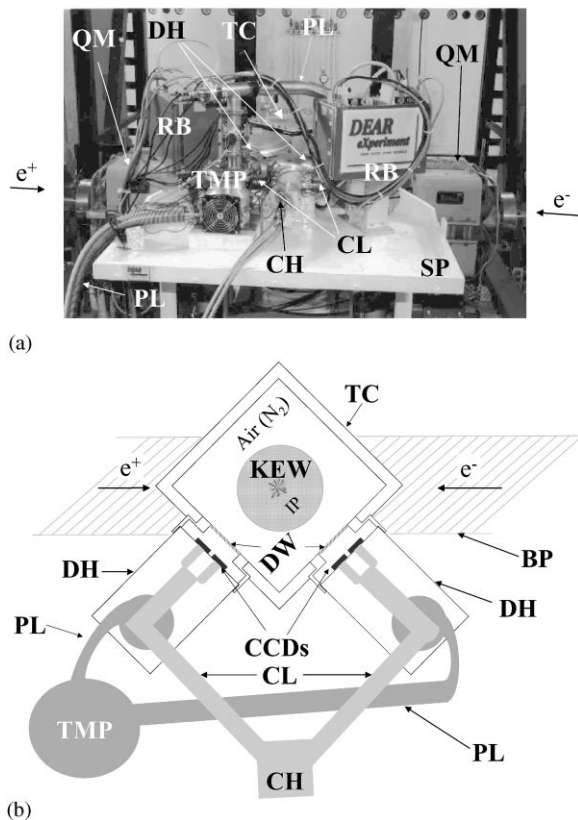 DH TC PL
QM QM
RB
DEAR
eXperiment
RB
e+ TMP e-
CL
CH SP
DEAR
PL
(a)
TC
Air (N2)
e+ KEW e-
IP
DW BP
DH DH
PL CCDs
CL
TMP PL
CH
(b)